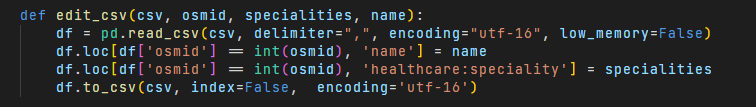 def edit_csv(csv, osmid, specialities, name):
    df = pd.read_csv(csv, delimiter=",", encoding="utf-16", low_memory=False)
    df.loc[df['osmid'] == int(osmid), 'name'] = name
    df.loc[df['osmid'] == int(osmid), 'healthcare:speciality'] = specialities
    df.to_csv(csv, index=False,  encoding='utf-16')